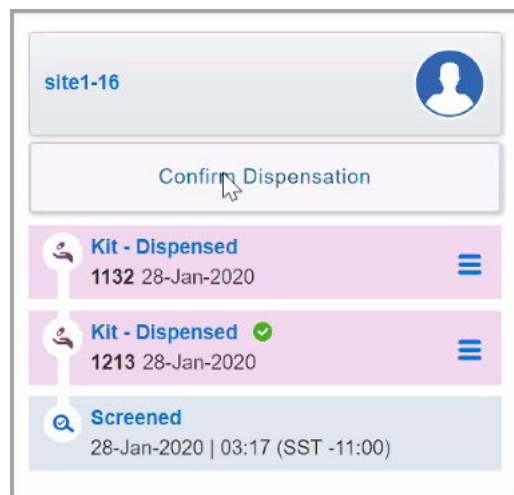 site1-16
Confirm Dispensation
Kit - Dispensed
1132 28-Jan-2020
Kit - Dispensed
1213 28-Jan-2020
Screened
28-Jan-2020 | 03:17 (SST -11:00)